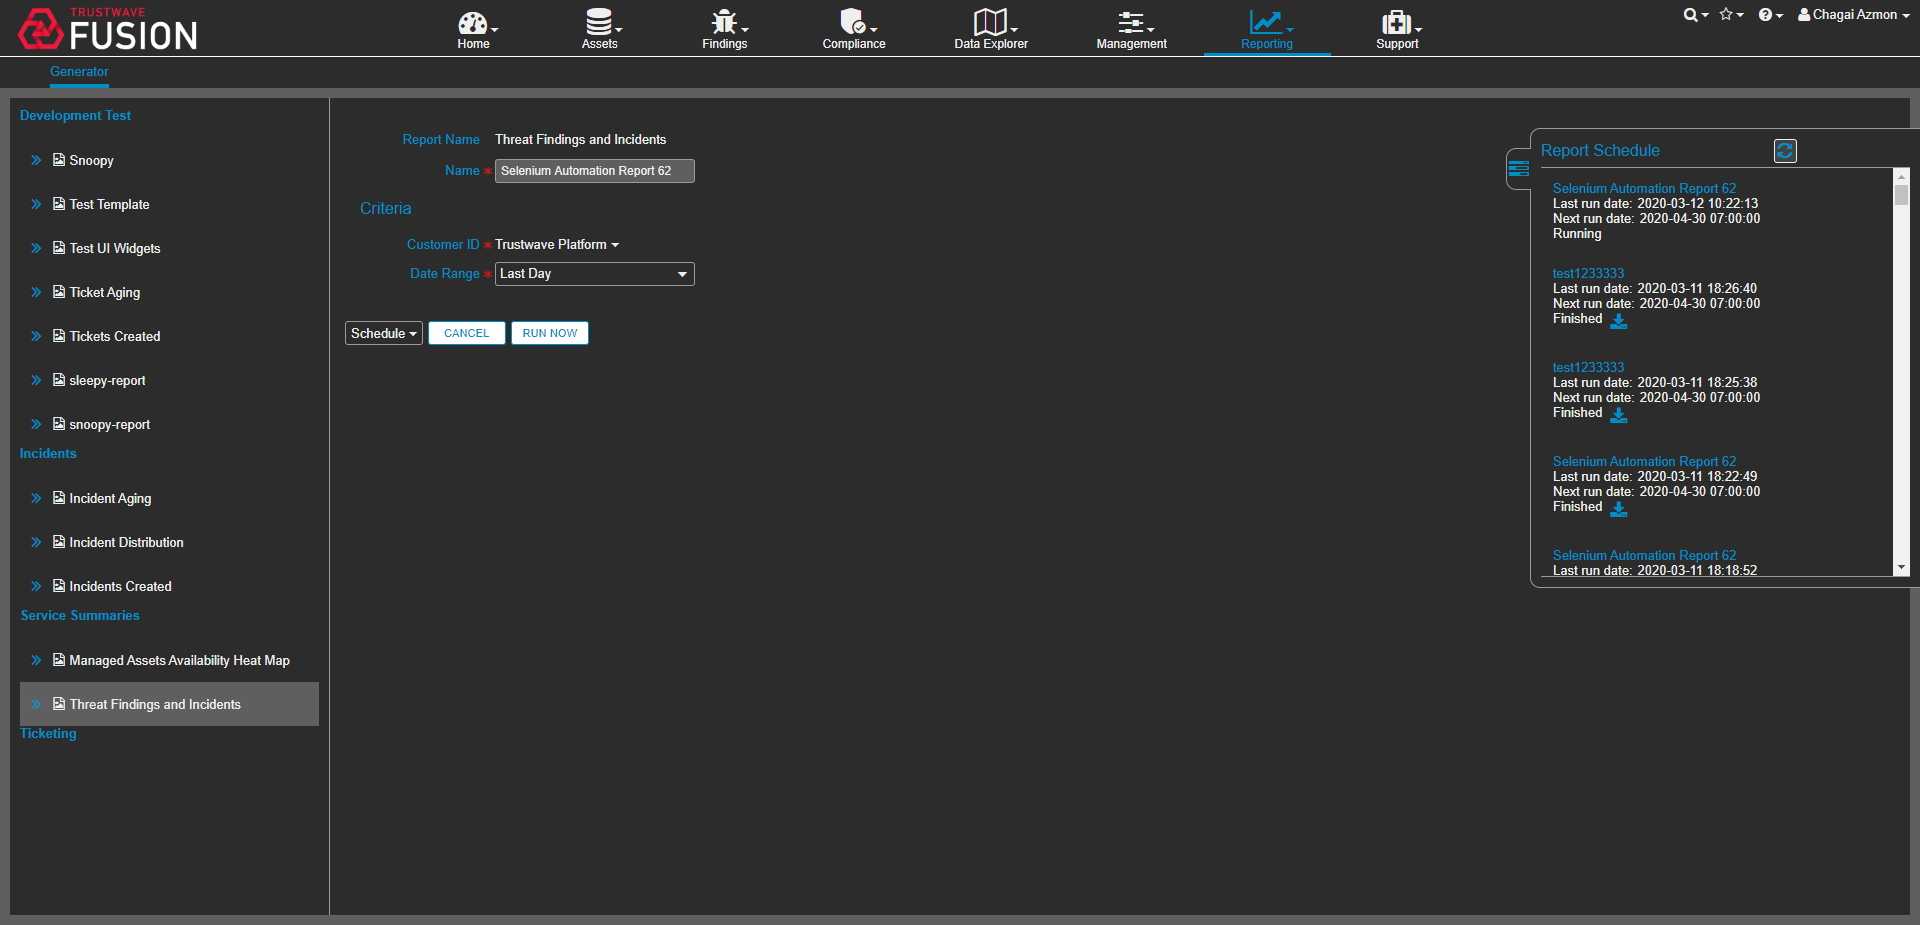 TRUSTWAVE
FUSION
Home
Assets
Findings
Compliance
Data Explorer
Management
Reporting
Support
Chagai Azmon
Generator
Development Test
Snoopy
Test Template
Test UI Widgets
Ticket Aging
Tickets Created
sleepy-report
snoopy-report
Incidents
Incident Aging
Incident Distribution
Incidents Created
Service Summaries
Managed Assets Availability Heat Map
Threat Findings and Incidents
Ticketing
Report Name Threat Findings and Incidents
Name * Selenium Automation Report 62
Criteria
Customer ID * Trustwave Platform
Date Range * Last Day
Schedule CANCEL RUN NOW
Report Schedule
Selenium Automation Report 62
Last run date: 2020-03-12 10:22:13
Next run date: 2020-04-30 07:00:00
Running
test1233333
Last run date: 2020-03-11 18:26:40
Next run date: 2020-04-30 07:00:00
Finished
test1233333
Last run date: 2020-03-11 18:25:38
Next run date: 2020-04-30 07:00:00
Finished
Selenium Automation Report 62
Last run date: 2020-03-11 18:22:49
Next run date: 2020-04-30 07:00:00
Finished
Selenium Automation Report 62
Last run date: 2020-03-11 18:18:52